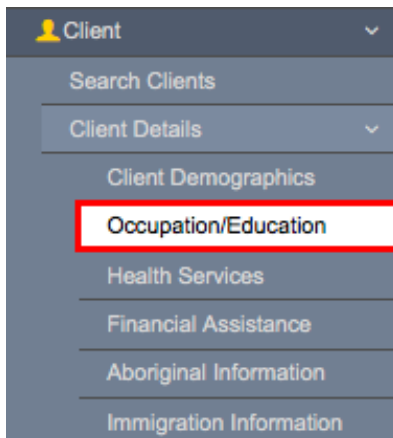 Client
Search Clients
Client Details
Client Demographics
Occupation/Education
Health Services
Financial Assistance
Aboriginal Information
Immigration Information